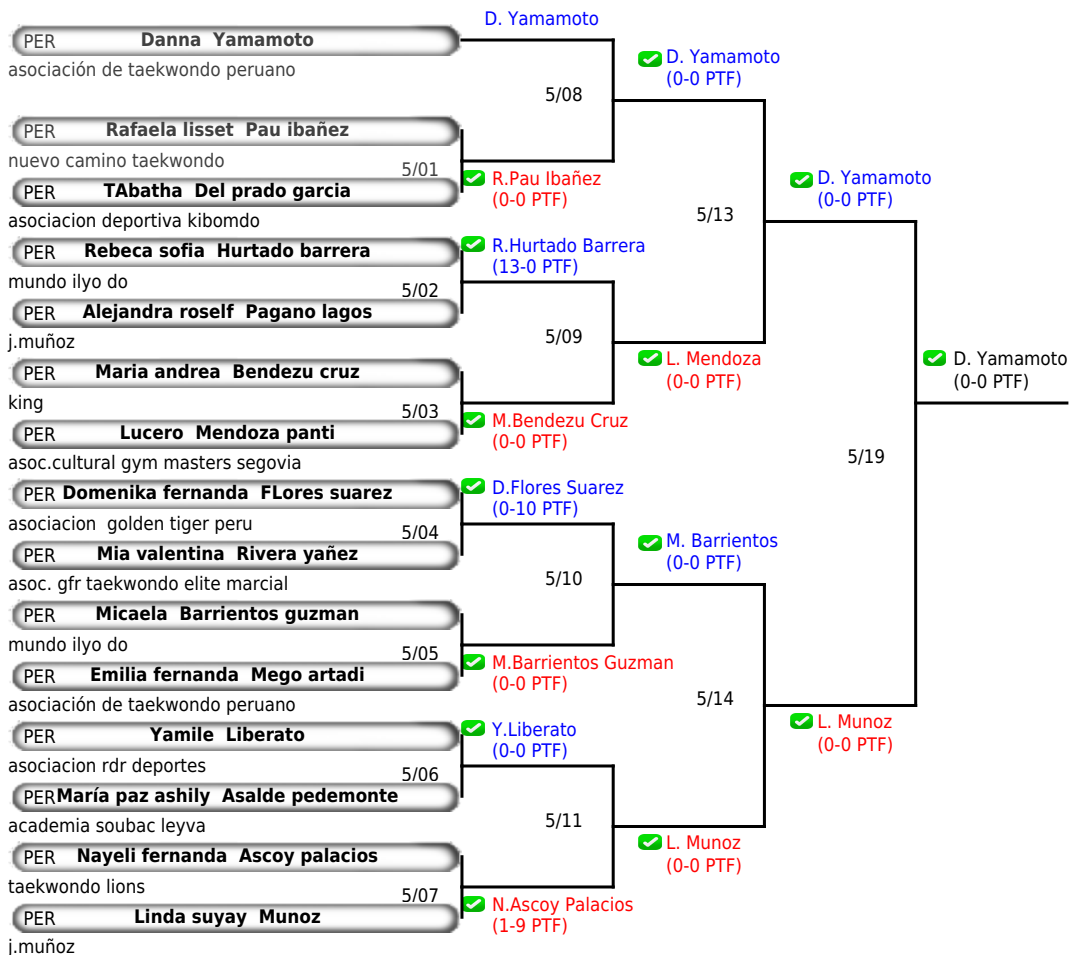 D. Yamamoto
PER Danna Yamamoto
asociación de taekwondo peruano
D. Yamamoto
(0-0 PTF)
5/08
PER Rafaela lisset Pau ibañez
nuevo camino taekwondo
5/01
PER TAbatha Del prado garcia
asociacion deportiva kibomdo
R.Pau Ibañez
(0-0 PTF)
D. Yamamoto
(0-0 PTF)
5/13
PER Rebeca sofia Hurtado barrera
mundo ilyo do
5/02
PER Alejandra roself Pagano lagos
j.muñoz
R.Hurtado Barrera
(13-0 PTF)
5/09
PER Maria andrea Bendezu cruz
king
5/03
PER Lucero Mendoza panti
asoc.cultural gym masters segovia
M.Bendezu Cruz
(0-0 PTF)
L. Mendoza
(0-0 PTF)
D. Yamamoto
(0-0 PTF)
5/19
PER Domenika fernanda FLores suarez
asociacion golden tiger peru
5/04
PER Mia valentina Rivera yañez
asoc. gfr taekwondo elite marcial
D.Flores Suarez
(0-10 PTF)
M. Barrientos
(0-0 PTF)
5/10
PER Micaela Barrientos guzman
mundo ilyo do
5/05
PER Emilia fernanda Mego artadi
asociación de taekwondo peruano
M.Barrientos Guzman
(0-0 PTF)
5/14
PER Yamile Liberato
asociacion rdr deportes
5/06
PER María paz ashily Asalde pedemonte
academia soubac leyva
Y.Liberato
(0-0 PTF)
L. Munoz
(0-0 PTF)
5/11
PER Nayeli fernanda Ascoy palacios
taekwondo lions
5/07
PER Linda suyay Munoz
j.muñoz
N.Ascoy Palacios
(1-9 PTF)
L. Munoz
(0-0 PTF)